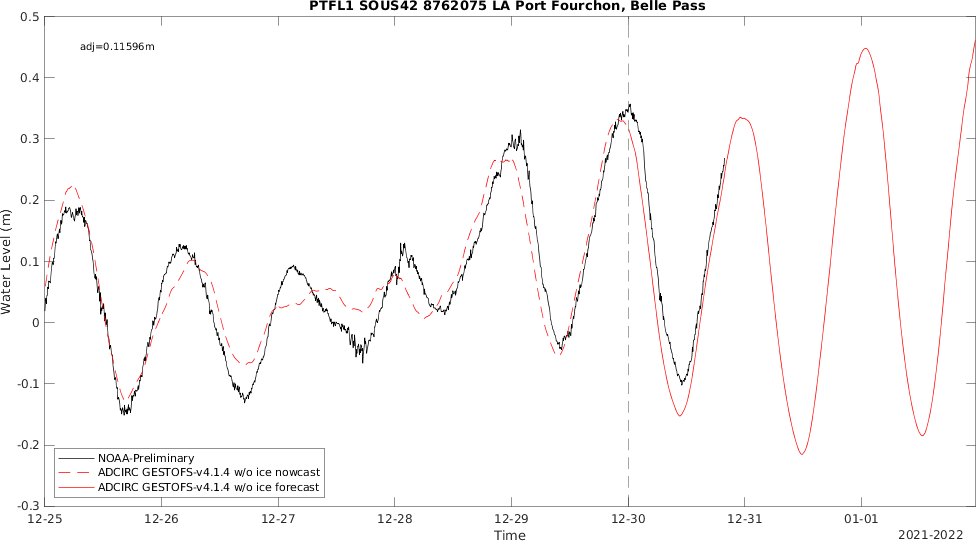 PTFL1 SOUS42 8762075 LA Port Fourchon, Belle Pass
adj=0.11596m
0.5
0.4
0.3
0.2
0.1
0
-0.1
-0.2
-0.3
Water Level (m)
NOAA-Preliminary
ADCIRC GESTOFS-v4.1.4 w/o ice nowcast
ADCIRC GESTOFS-v4.1.4 w/o ice forecast
12-25 12-26 12-27 12-28 12-29 12-30 12-31 01-01
Time
2021-2022